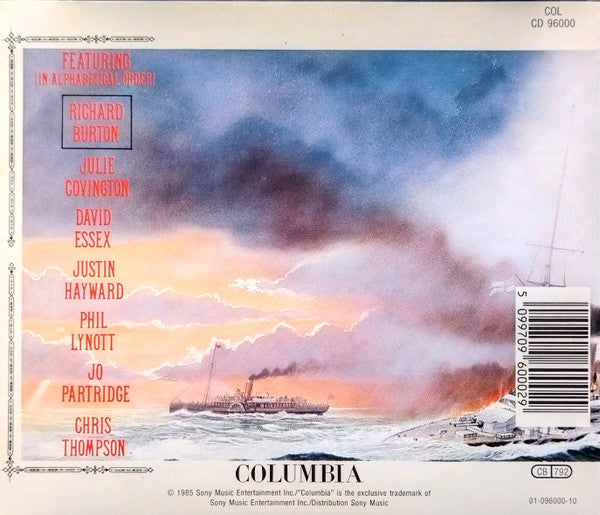 COL
CD 96000
FEATURING
(IN ALPHABETICAL ORDER)
RICHARD
BURTON
JULIE
COVINGTON
DAVID
ESSEX
JUSTIN
HAYWARD
PHIL
LYNOTT
JO
PARTRIDGE
CHRIS
THOMPSON
5 099709 600029
COLUMBIA
© 1985 Sony Music Entertainment Inc./"Columbia" is the exclusive trademark of
Sony Music Entertainment Inc./Distribution Sony Music
CB 792
01-096000-10